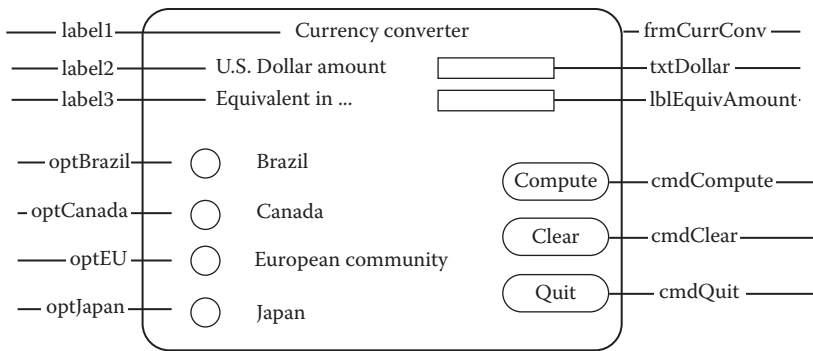 label1 Currency converter frmCurrConv
label2 U.S. Dollar amount txtDollar
label3 Equivalent in ... lblEquivAmount
optBrazil Brazil
Compute cmdCompute
optCanada Canada
Clear cmdClear
optEU European community
Quit cmdQuit
optJapan Japan